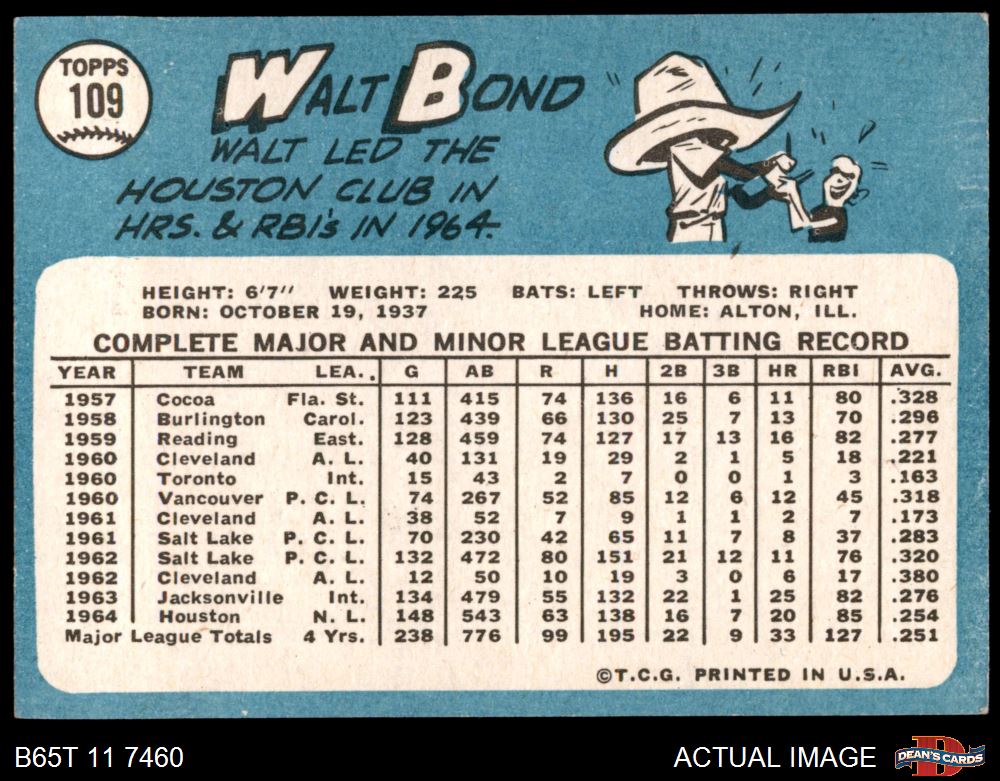 TOPPS
109
WALT BOND
WALT LED THE
HOUSTON CLUB IN
HRS. & RBI's IN 1964.
HEIGHT: 6'7" WEIGHT: 225 BATS: LEFT THROWS: RIGHT
BORN: OCTOBER 19, 1937 HOME: ALTON, ILL.
COMPLETE MAJOR AND MINOR LEAGUE BATTING RECORD
YEAR TEAM LEA. G AB R H 2B 3B HR RBI AVG.
1957 Cocoa Fla. St. 111 415 74 136 16 6 11 80 .328
1958 Burlington Carol. 123 439 66 130 25 7 13 70 .296
1959 Reading East. 128 459 74 127 17 13 16 82 .277
1960 Cleveland A. L. 40 131 19 29 2 1 5 18 .221
1960 Toronto Int. 15 43 2 7 0 0 1 3 .163
1960 Vancouver P. C. L. 74 267 52 85 12 6 12 45 .318
1961 Cleveland A. L. 38 52 7 9 1 1 2 7 .173
1961 Salt Lake P. C. L. 70 230 42 65 11 7 8 37 .283
1962 Salt Lake P. C. L. 132 472 80 151 21 12 11 76 .320
1962 Cleveland A. L. 12 50 10 19 3 0 6 17 .380
1963 Jacksonville Int. 134 479 55 132 22 1 25 82 .276
1964 Houston N. L. 148 543 63 138 16 7 20 85 .254
Major League Totals 4 Yrs. 238 776 99 195 22 9 33 127 .251
©T.C.G. PRINTED IN U.S.A.
B65T 11 7460 ACTUAL IMAGE DEAN'S CARDS